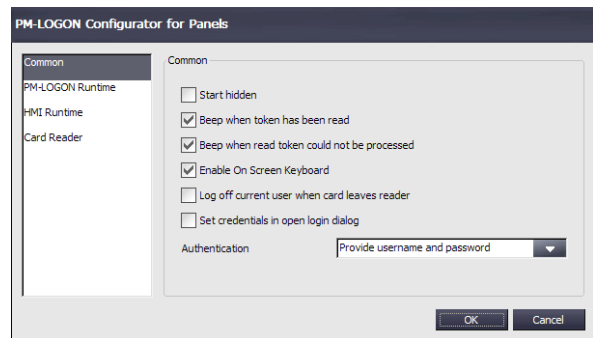 PM-LOGON Configurator for Panels
Common
PM-LOGON Runtime
HMI Runtime
Card Reader
Common
Start hidden
Beep when token has been read
Beep when read token could not be processed
Enable On Screen Keyboard
Log off current user when card leaves reader
Set credentials in open login dialog
Authentication Provide username and password
OK Cancel